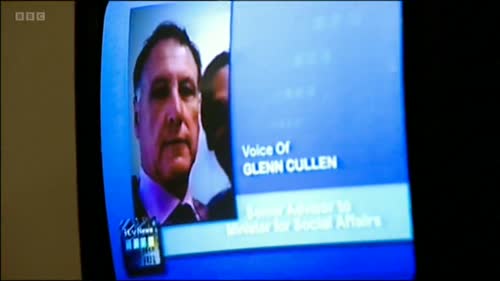 BBC
Voice Of
GLENN CULLEN
Senior Advisor to
Minister for Social Affairs